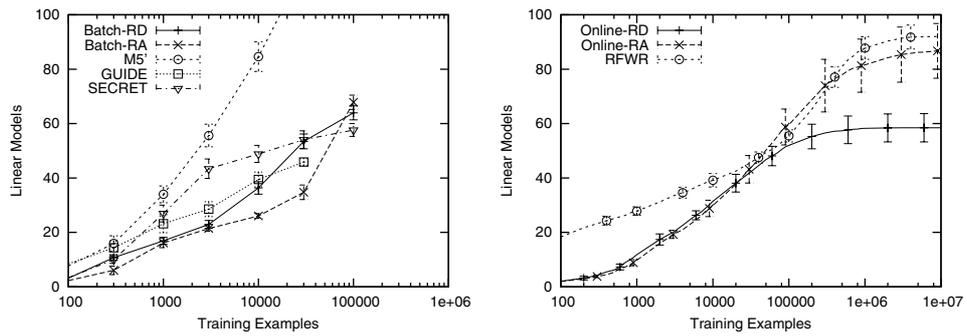 100
80
60
40
20
0
Linear Models
Batch-RD
Batch-RA
M5'
GUIDE
SECRET
100 1000 10000 100000 1e+06
Training Examples
100
80
60
40
20
0
Linear Models
Online-RD
Online-RA
RFWR
100 1000 10000 100000 1e+06 1e+07
Training Examples